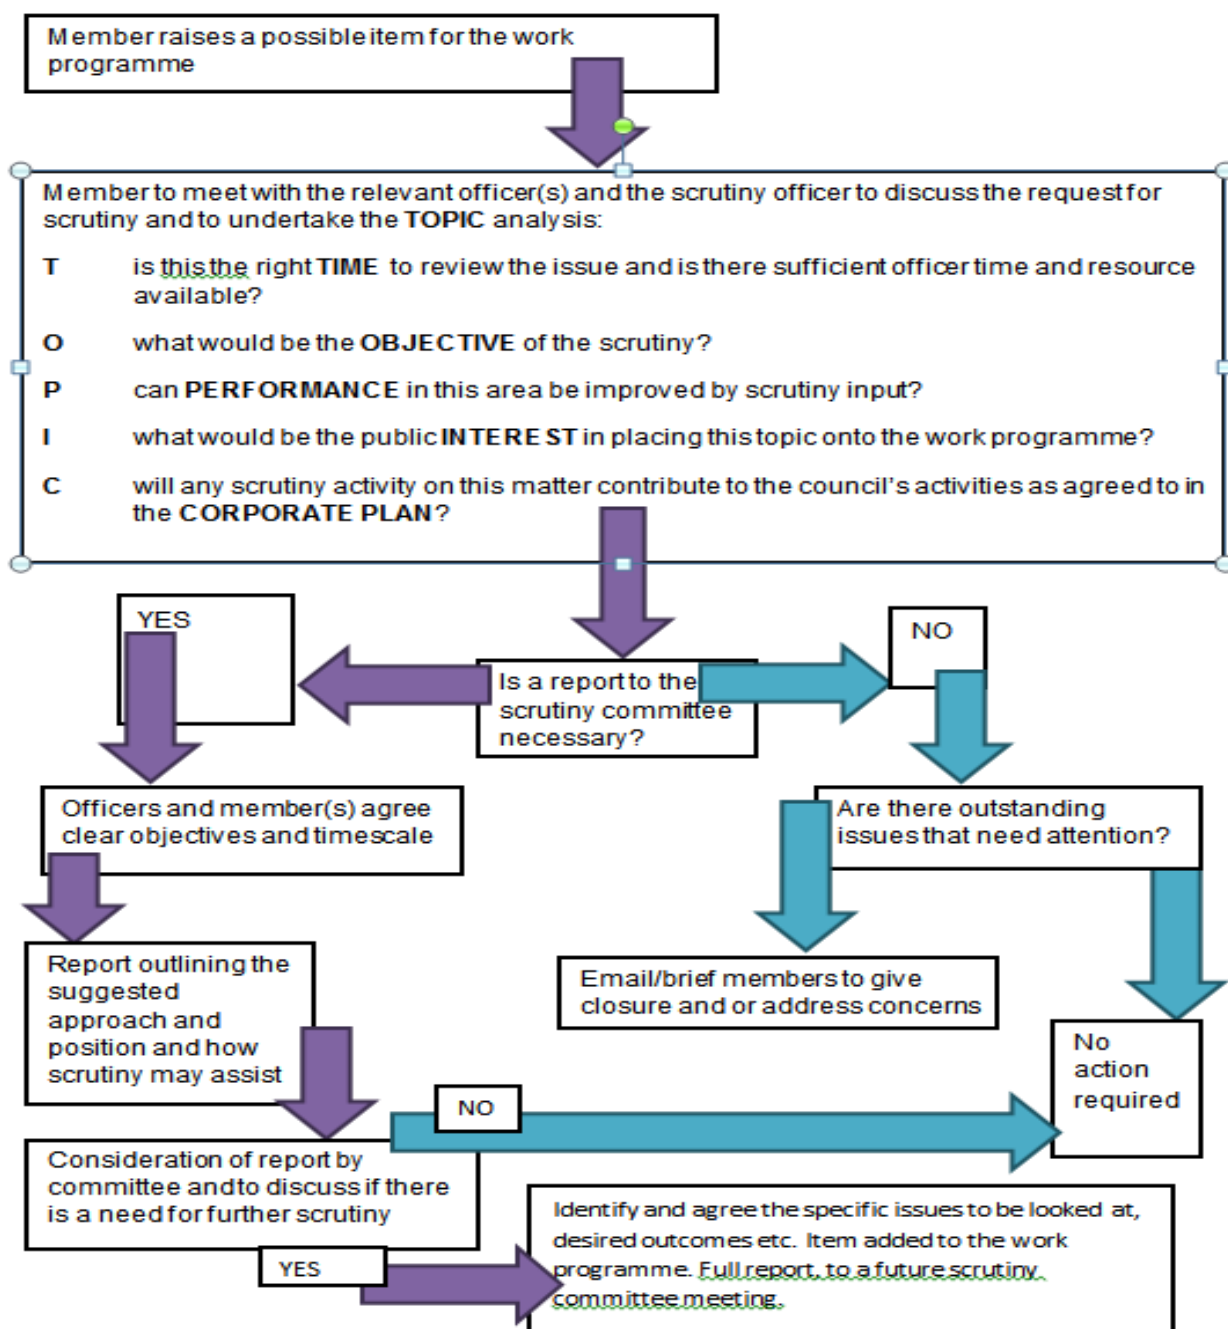 Member raises a possible item for the work
programme
Member to meet with the relevant officer(s) and the scrutiny officer to discuss the request for
scrutiny and to undertake the TOPIC analysis:
T is this the right TIME to review the issue and is there sufficient officer time and resource
available?
O what would be the OBJECTIVE of the scrutiny?
P can PERFORMANCE in this area be improved by scrutiny input?
I what would be the public INTEREST in placing this topic onto the work programme?
C will any scrutiny activity on this matter contribute to the council's activities as agreed to in
the CORPORATE PLAN?
YES
NO
Is a report to the
scrutiny committee
necessary?
Officers and member(s) agree
clear objectives and timescale
Are there outstanding
issues that need attention?
Report outlining the
suggested
approach and
position and how
scrutiny may assist
Email/brief members to give
closure and or address concerns
No
action
required
NO
Consideration of report by
committee and to discuss if there
is a need for further scrutiny
YES
Identify and agree the specific issues to be looked at,
desired outcomes etc. Item added to the work
programme. Full report, to a future scrutiny
committee meeting.